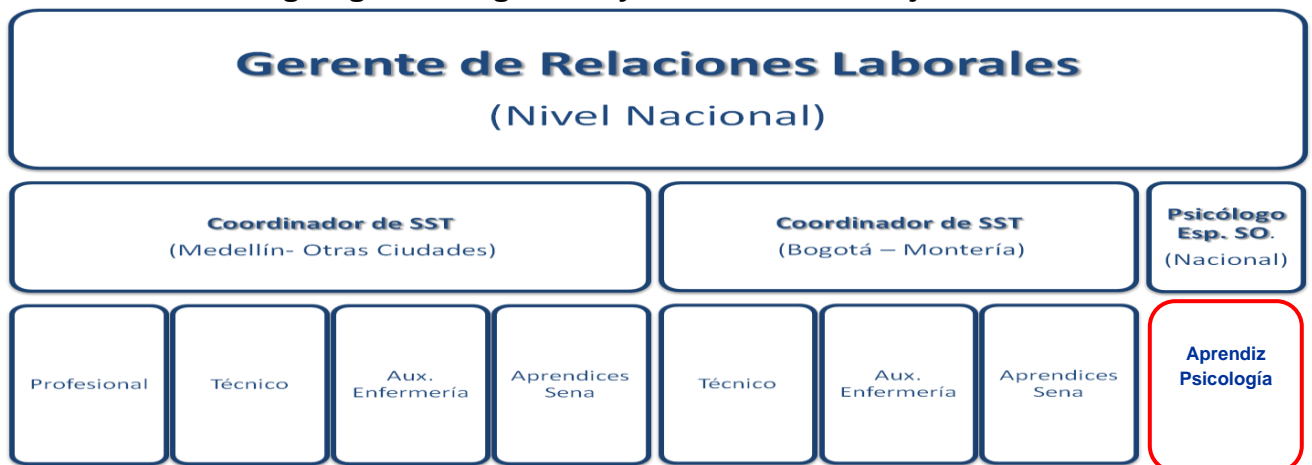 Gerente de Relaciones Laborales
(Nivel Nacional)
Coordinador de SST
(Medellín- Otras Ciudades)
Coordinador de SST
(Bogotá – Montería)
Psicólogo
Esp. SO.
(Nacional)
Profesional
Técnico
Aux.
Enfermería
Aprendices
Sena
Técnico
Aux.
Enfermería
Aprendices
Sena
Aprendiz
Psicología